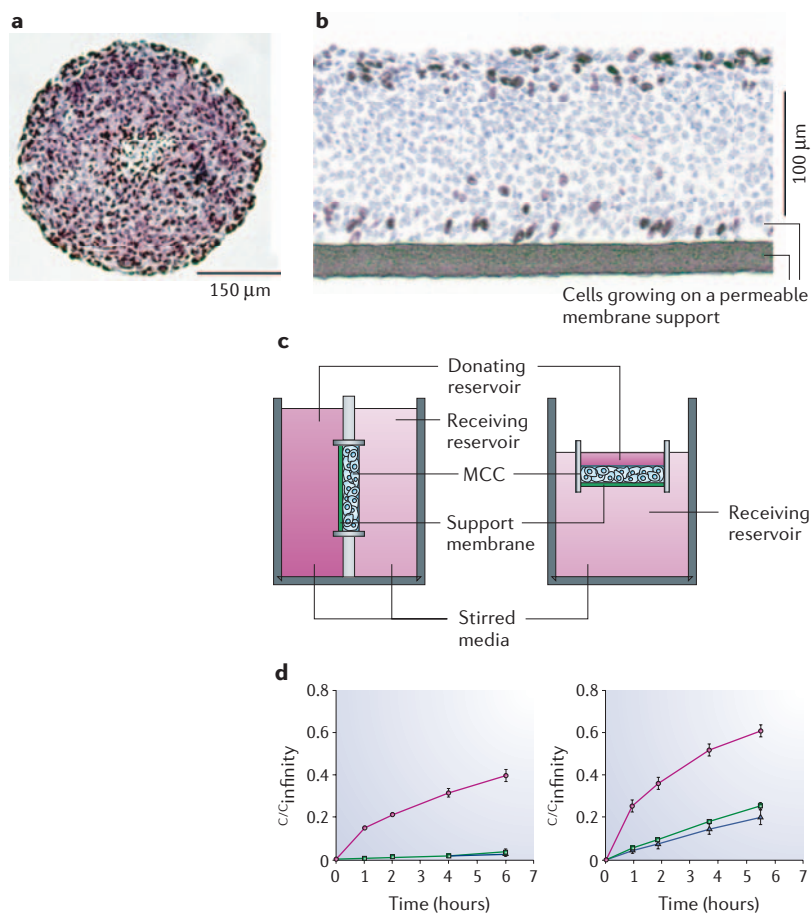 a
150 µm
b
100 µm
Cells growing on a permeable
membrane support
c
Donating
reservoir
Receiving
reservoir
MCC
Support
membrane
Receiving
reservoir
Stirred
media
d
C/Cinfinity
0.8
0.6
0.4
0.2
0
0 1 2 3 4 5 6 7
Time (hours)
C/Cinfinity
0.8
0.6
0.4
0.2
0
0 1 2 3 4 5 6 7
Time (hours)